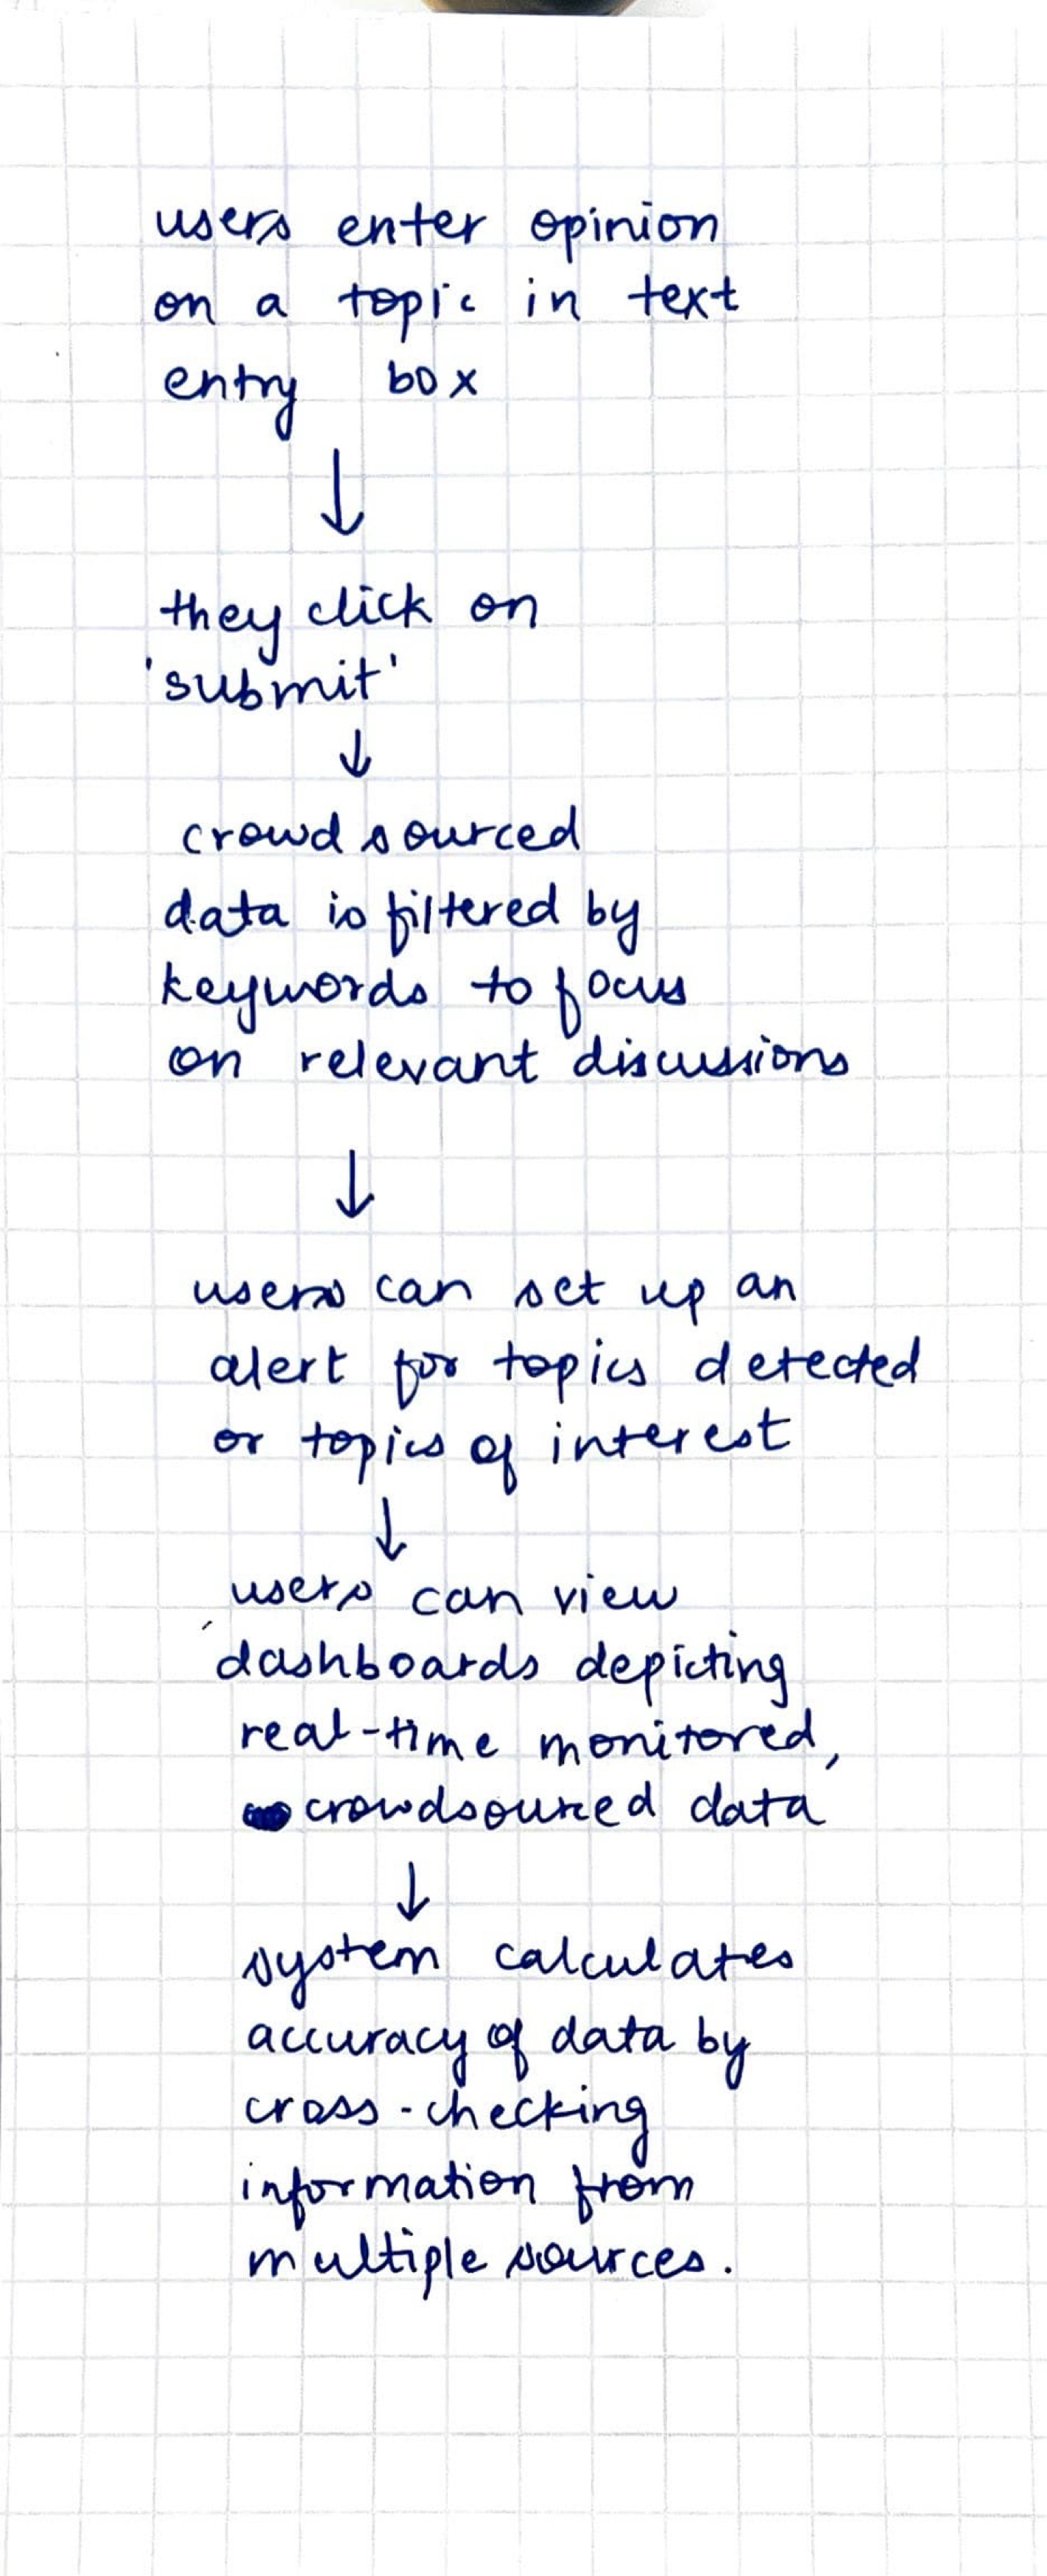 users enter opinion
on a topic in text
entry box
↓
they click on
'submit'
↓
crowdsourced
data is filtered by
keywords to focus
on relevant discussions
↓
users can set up an
alert for topics detected
or topics of interest
↓
users can view
dashboards depicting
real-time monitored,
crowdsourced data
↓
system calculates
accuracy of data by
cross-checking
information from
multiple sources.